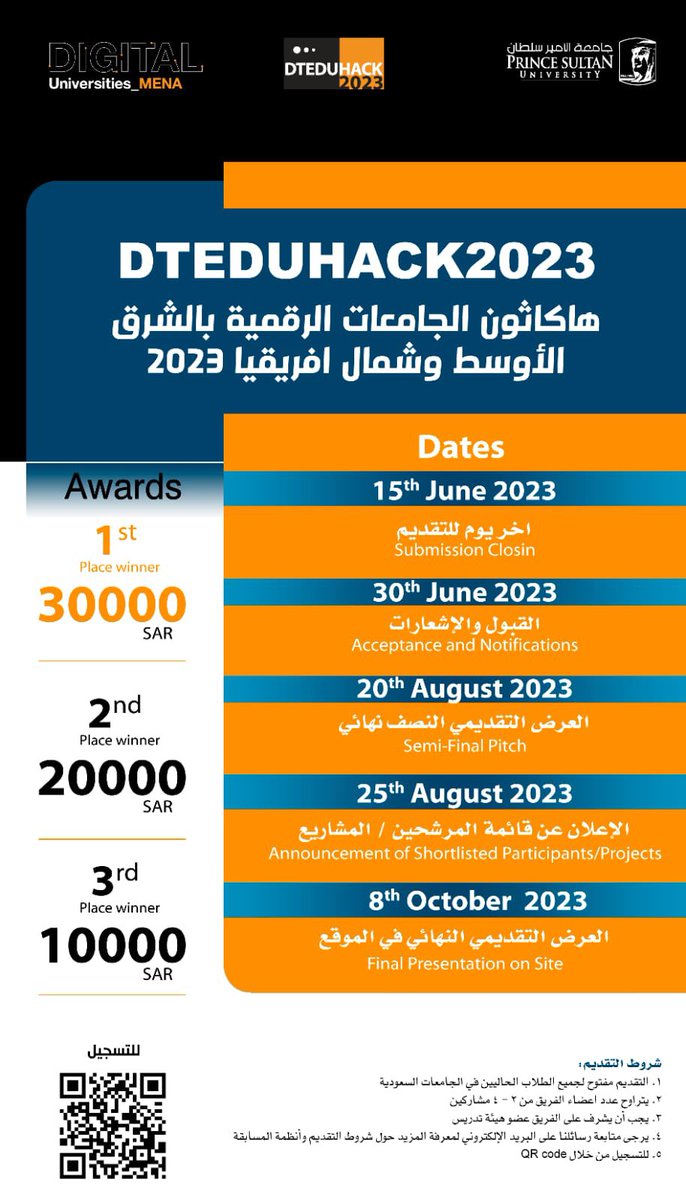 DIGITAL
Universities_MENA
DTEDUHACK
2023
جامعة الأمير سلطان
PRINCE SULTAN
UNIVERSITY
DTEDUHACK2023
هاكاثون الجامعات الرقمية بالشرق
الأوسط وشمال افريقيا 2023
Awards
1st
Place winner
30000
SAR
2nd
Place winner
20000
SAR
3rd
Place winner
10000
SAR
Dates
15th June 2023
اخر يوم للتقديم
Submission Closin
30th June 2023
القبول والإشعارات
Acceptance and Notifications
20th August 2023
العرض التقديمي النصف نهائي
Semi-Final Pitch
25th August 2023
الإعلان عن قائمة المرشحين / المشاريع
Announcement of Shortlisted Participants/Projects
8th October 2023
العرض التقديمي النهائي في الموقع
Final Presentation on Site
للتسجيل
شروط التقديم:
١. التقديم مفتوح لجميع الطلاب الحاليين في الجامعات السعودية
٢. يتراوح عدد اعضاء الفريق من ٢ - ٤ مشاركين
٣. يجب أن يشرف على الفريق عضو هيئة تدريس
٤. يرجى متابعة رسائلنا على البريد الإلكتروني لمعرفة المزيد حول شروط التقديم وأنظمة المسابقة
٥. للتسجيل من خلال QR code